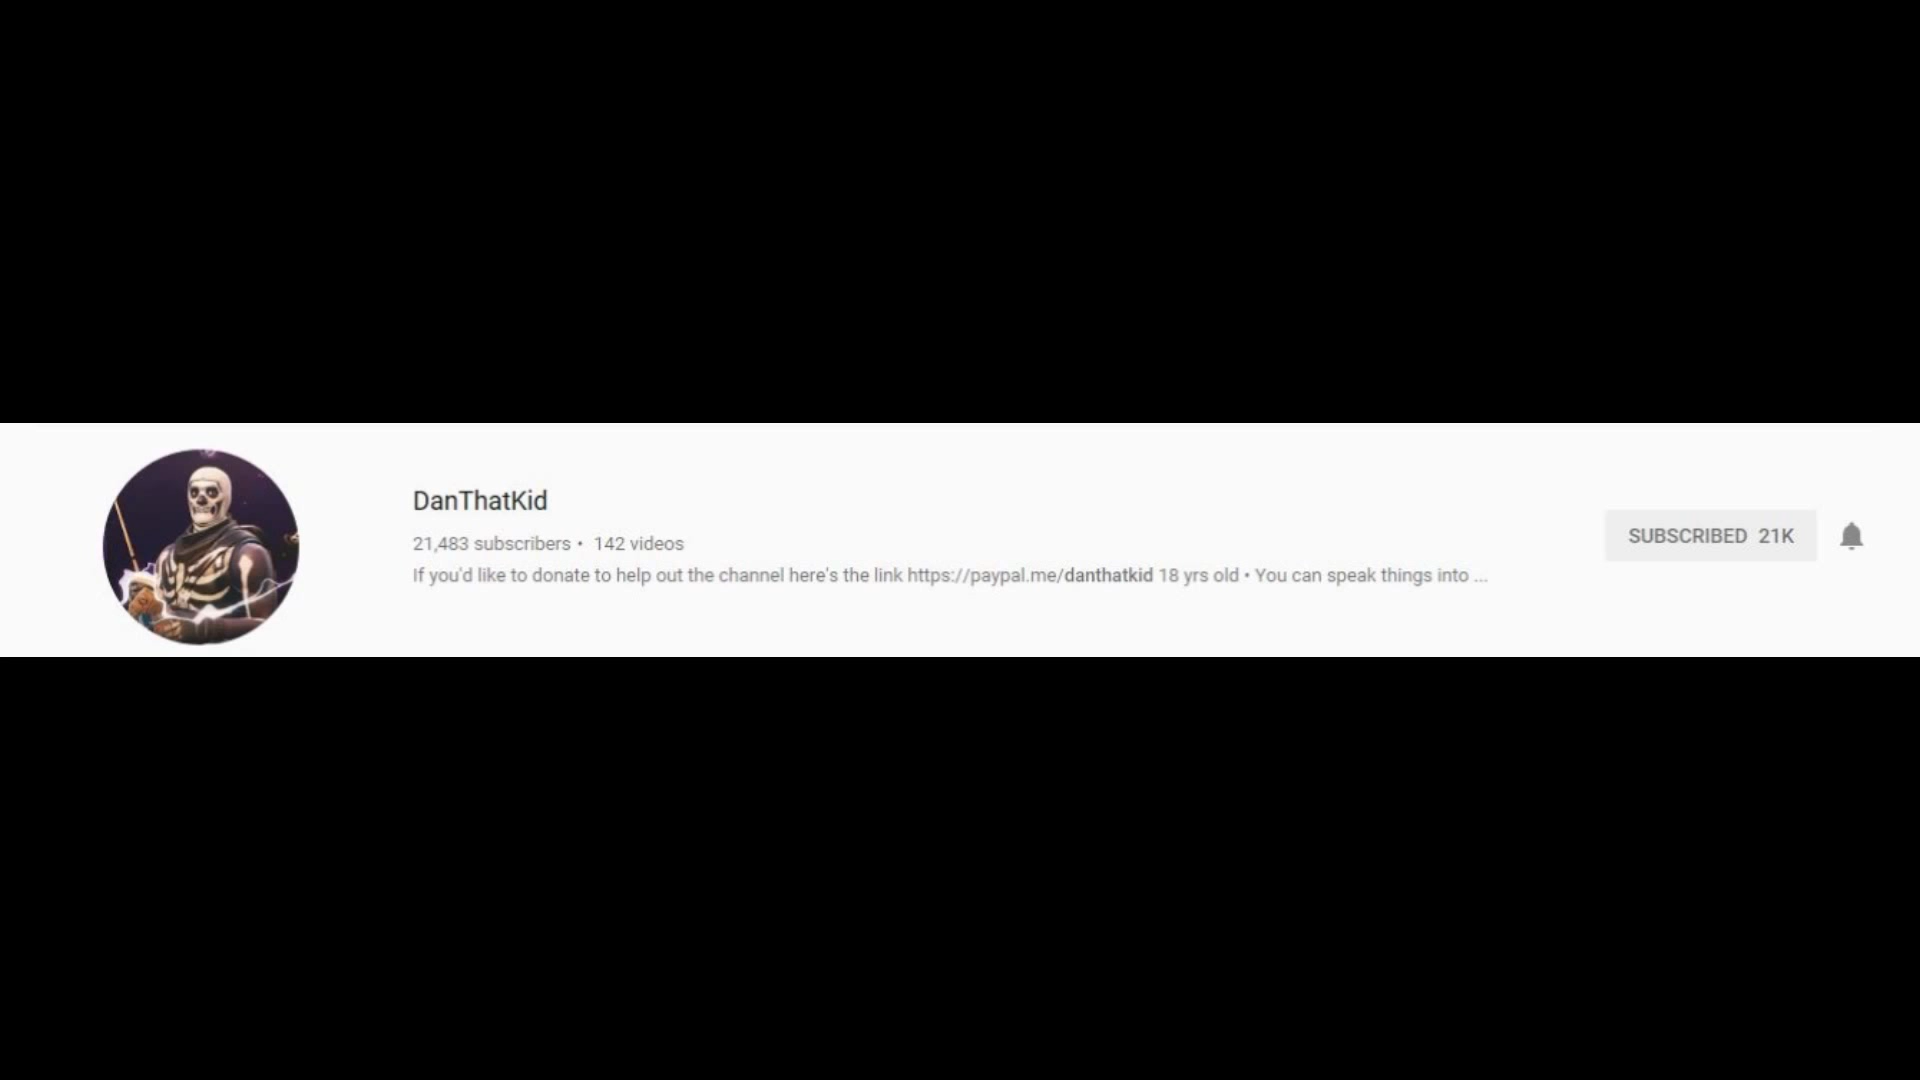 DanThatKid
21,483 subscribers • 142 videos
If you'd like to donate to help out the channel here's the link https://paypal.me/danthatkid 18 yrs old • You can speak things into ...
SUBSCRIBED 21K